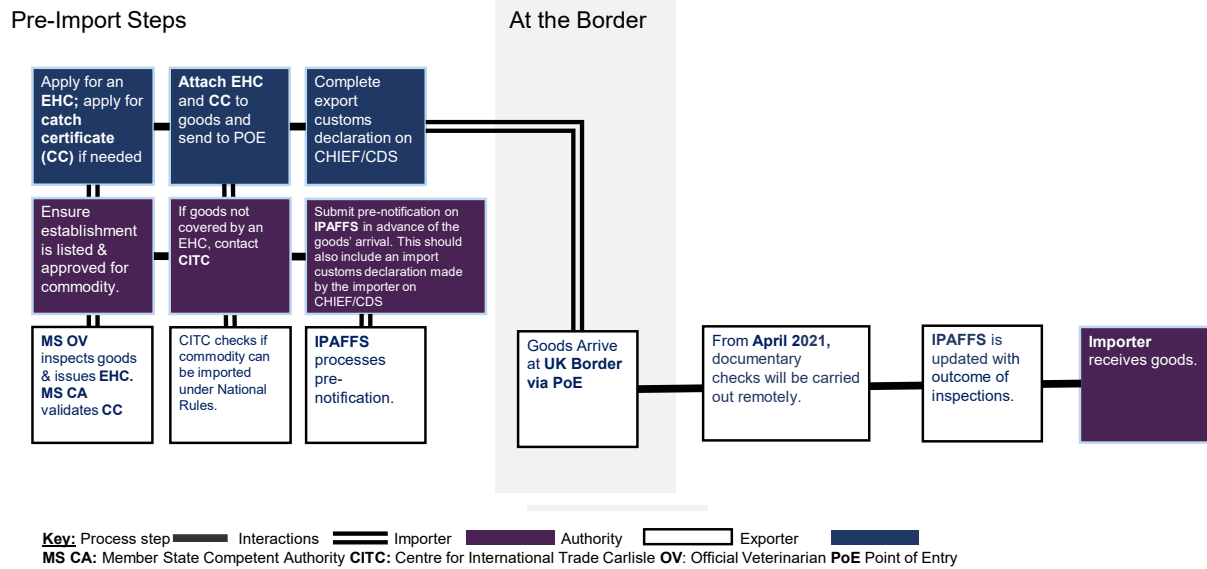 Pre-Import Steps
At the Border
Apply for an
EHC; apply for
catch
certificate
(CC) if needed
Attach EHC
and CC to
goods and
send to POE
Complete
export
customs
declaration on
CHIEF/CDS
Ensure
establishment
is listed &
approved for
commodity.
If goods not
covered by an
EHC, contact
CITC
Submit pre-notification on
IPAFFS in advance of the
goods' arrival. This should
also include an import
customs declaration made
by the importer on
CHIEF/CDS
MS OV
inspects goods
& issues EHC.
MS CA
validates CC
CITC checks if
commodity can
be imported
under National
Rules.
IPAFFS
processes
pre-
notification.
Goods Arrive
at UK Border
via PoE
From April 2021,
documentary
checks will be carried
out remotely.
IPAFFS is
updated with
outcome of
inspections.
Importer
receives goods.
Key: Process step Interactions Importer Authority Exporter
MS CA: Member State Competent Authority CITC: Centre for International Trade Carlisle OV: Official Veterinarian PoE Point of Entry